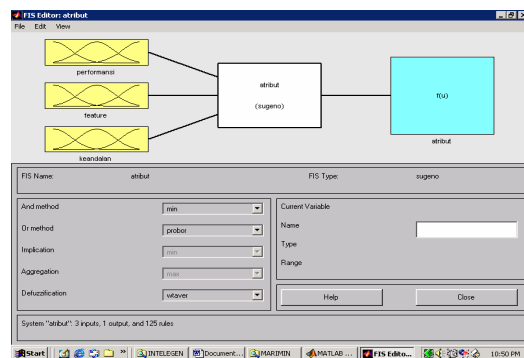 FIS Editor: atribut
File Edit View
performansi
feature
keandalan
atribut
(sugeno)
f(u)
atribut
FIS Name: atribut FIS Type: sugeno
And method min
Or method probor
Implication min
Aggregation max
Defuzzification wtaver
Current Variable
Name
Type
Range
Help Close
System "atribut": 3 inputs, 1 output, and 125 rules
Start INTELEGEN Document... MARIMIN MATLAB ... FIS Edito... 10:50 PM